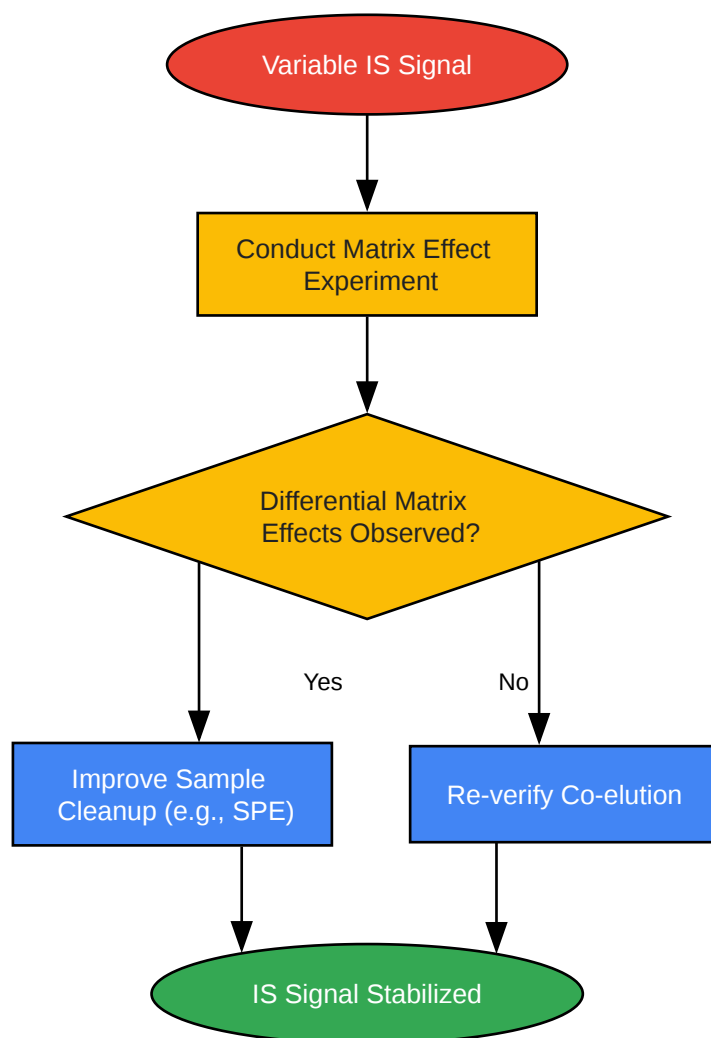 Variable IS Signal
Conduct Matrix Effect
Experiment
Differential Matrix
Effects Observed?
Yes
No
Improve Sample
Cleanup (e.g., SPE)
Re-verify Co-elution
IS Signal Stabilized